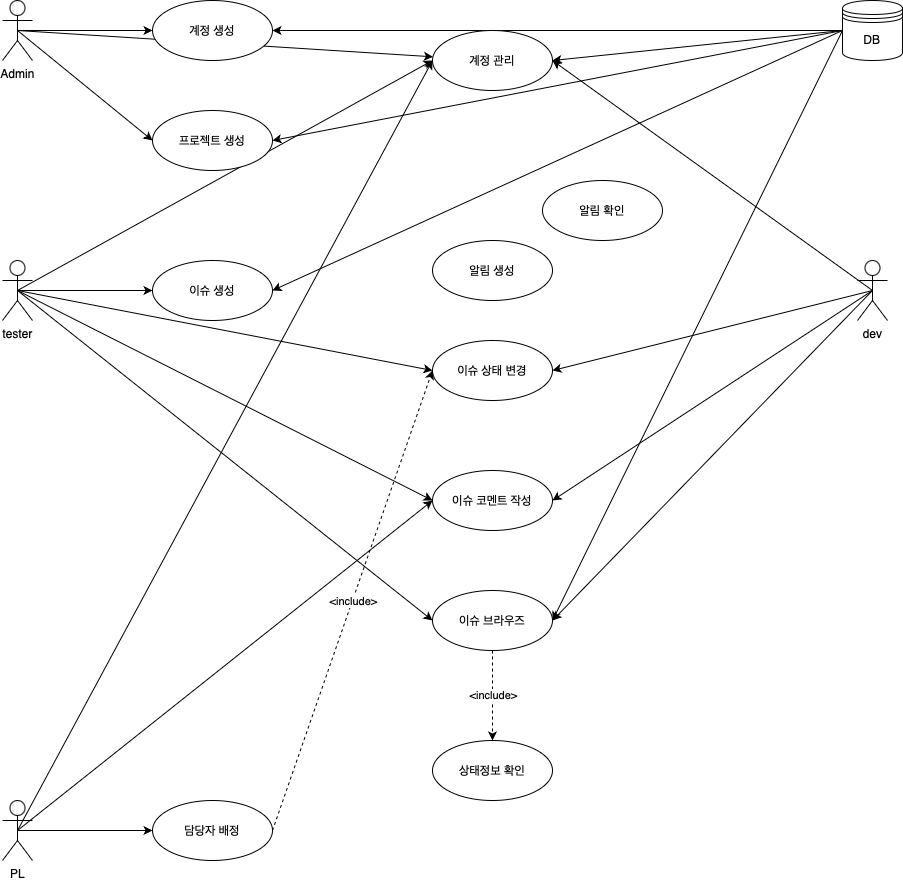 계정 생성
DB
계정 관리
Admin
프로젝트 생성
알림 확인
알림 생성
이슈 생성
tester
dev
이슈 상태 변경
이슈 코멘트 작성
<include>
이슈 브라우즈
<include>
상태정보 확인
담당자 배정
PL